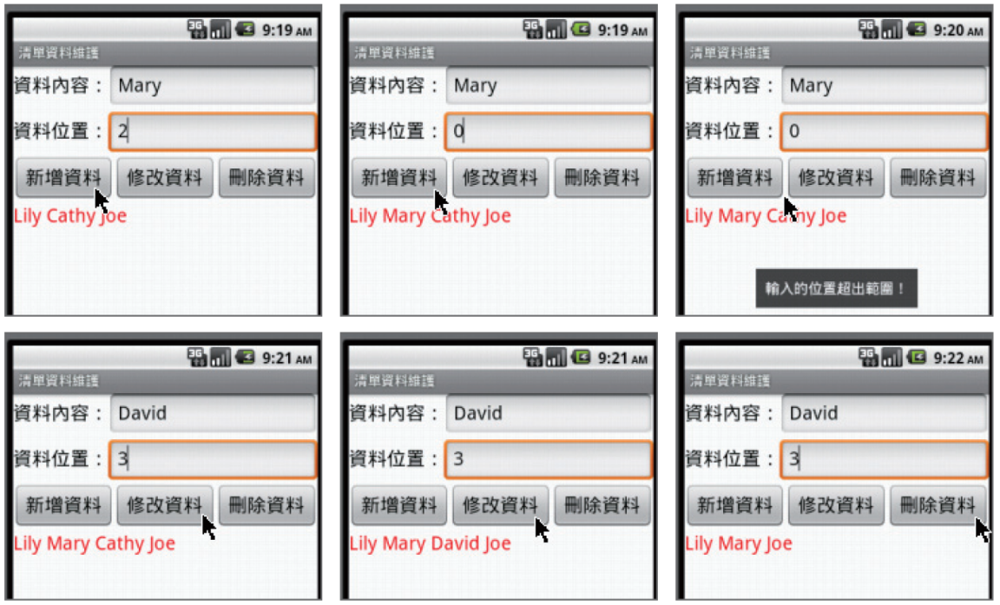 9:19 AM
清單資料維護
資料內容： Mary
資料位置： 2
新增資料 修改資料 刪除資料
Lily Cathy Joe
9:19 AM
清單資料維護
資料內容： Mary
資料位置： 0
新增資料 修改資料 刪除資料
Lily Mary Cathy Joe
9:20 AM
清單資料維護
資料內容： Mary
資料位置： 0
新增資料 修改資料 刪除資料
Lily Mary Cathy Joe
輸入的位置超出範圍！
9:21 AM
清單資料維護
資料內容： David
資料位置： 3
新增資料 修改資料 刪除資料
Lily Mary Cathy Joe
9:21 AM
清單資料維護
資料內容： David
資料位置： 3
新增資料 修改資料 刪除資料
Lily Mary David Joe
9:22 AM
清單資料維護
資料內容： David
資料位置： 3
新增資料 修改資料 刪除資料
Lily Mary Joe